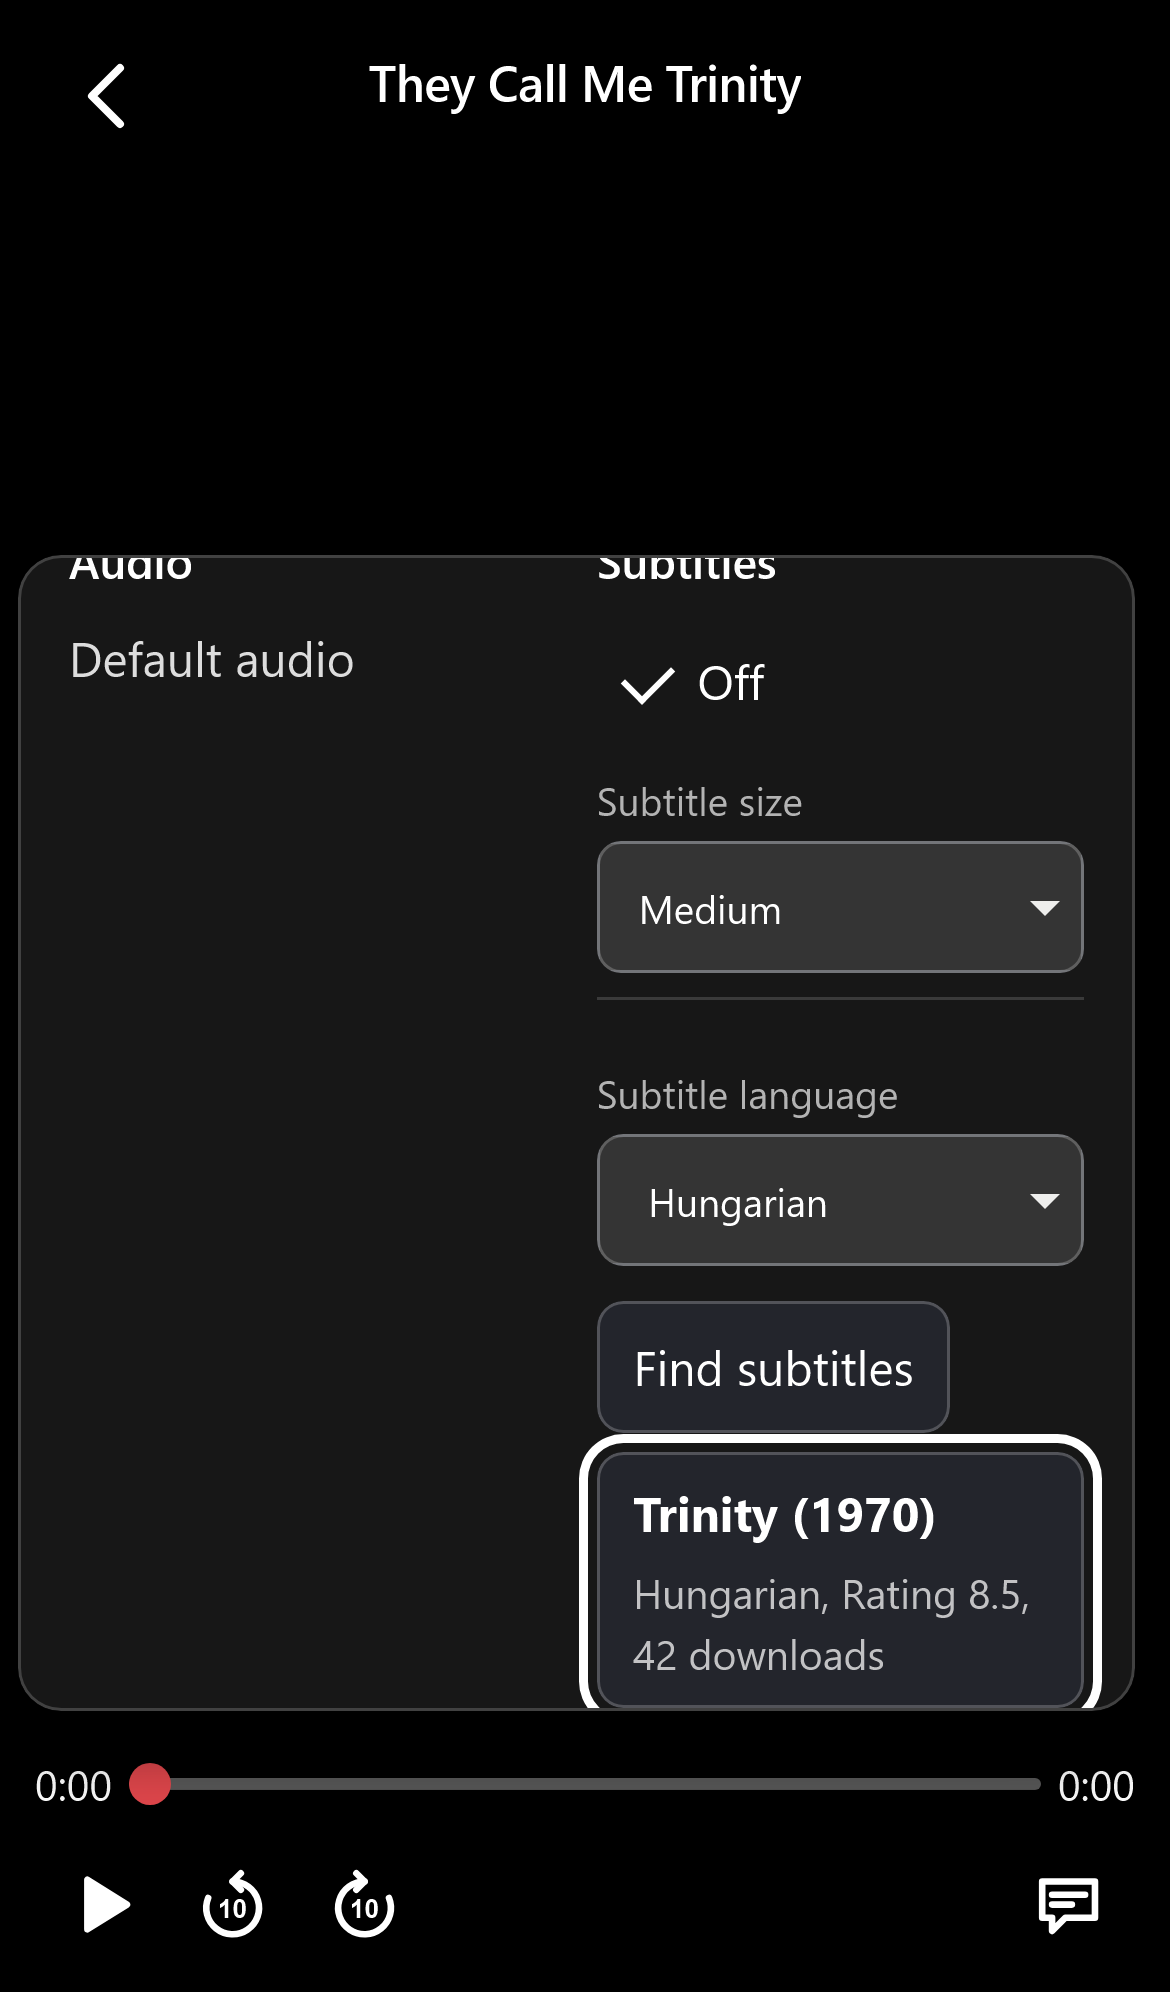 They Call Me Trinity
Audio
Subtitles
Default audio
Off
Subtitle size
Medium
Subtitle language
Hungarian
Find subtitles
Trinity (1970)
Hungarian, Rating 8.5,
42 downloads
0:00
0:00
10
10